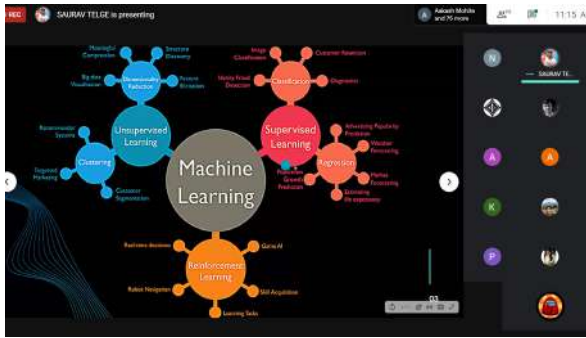 REC
SAURAV TELGE is presenting
A
Aakash Mohite
and 75 more
11:15 A
Meaningful
Compression
Structure
Discovery
Big data
Visualisation
Dimensionality
Reduction
Feature
Elicitation
Image
Classification
Customer Retention
Identity Fraud
Detection
Classification
Diagnostics
Unsupervised
Learning
Supervised
Learning
Recommender
Systems
Clustering
Targetted
Marketing
Customer
Segmentation
Advertising Popularity
Prediction
Weather
Forecasting
Regression
Population
Growth
Prediction
Market
Forecasting
Estimating
life expectancy
Machine
Learning
Real-time decisions
Game AI
Reinforcement
Learning
Robot Navigation
Skill Acquisition
Learning Tasks
03
N
SAURAV TE...
A
A
K
P